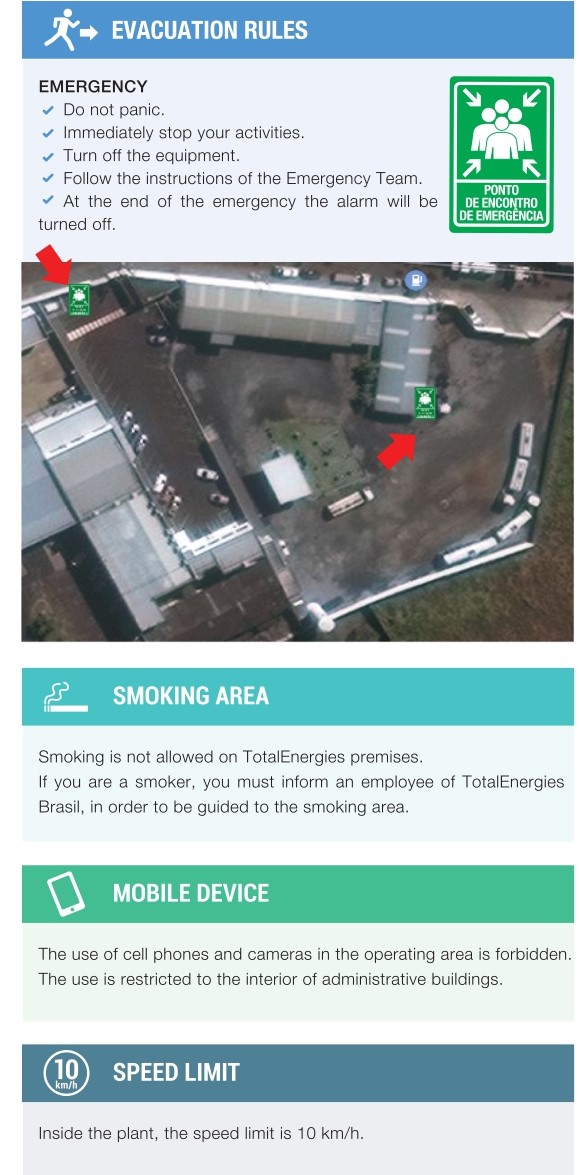 EVACUATION RULES
EMERGENCY
Do not panic.
Immediately stop your activities.
Turn off the equipment.
Follow the instructions of the Emergency Team.
At the end of the emergency the alarm will be
turned off.
PONTO
DE ENCONTRO
DE EMERGÊNCIA
SMOKING AREA
Smoking is not allowed on TotalEnergies premises.
If you are a smoker, you must inform an employee of TotalEnergies
Brasil, in order to be guided to the smoking area.
MOBILE DEVICE
The use of cell phones and cameras in the operating area is forbidden.
The use is restricted to the interior of administrative buildings.
10
km/h
SPEED LIMIT
Inside the plant, the speed limit is 10 km/h.